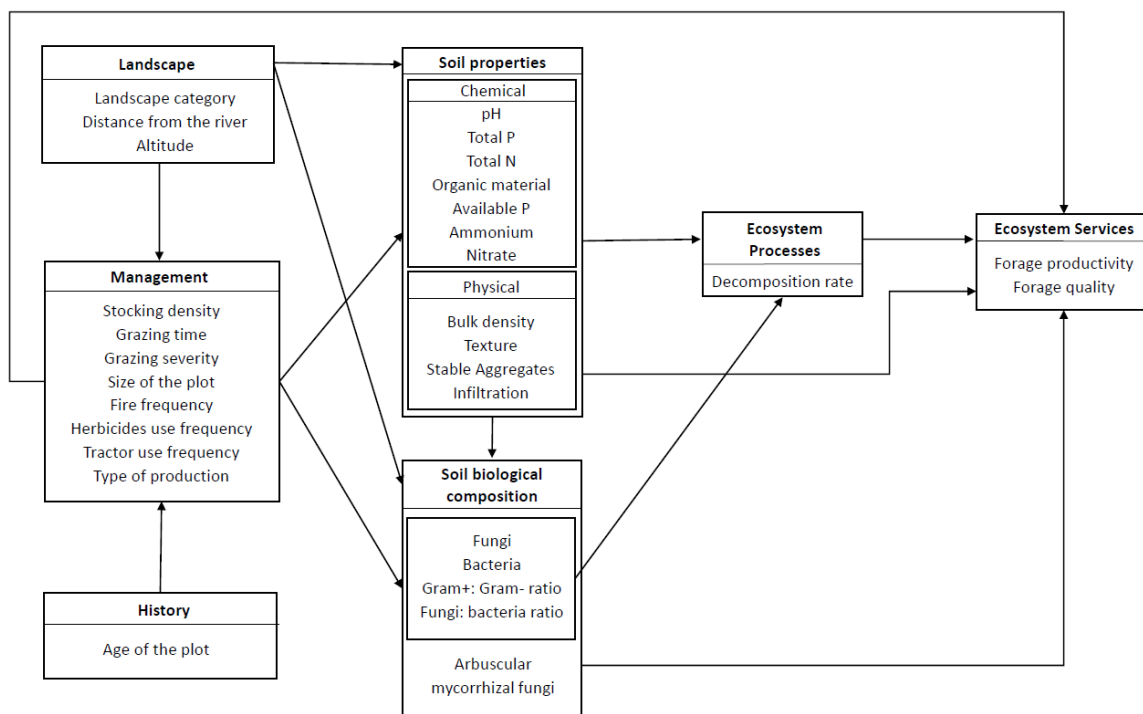 Landscape
Landscape category
Distance from the river
Altitude
Management
Stocking density
Grazing time
Grazing severity
Size of the plot
Fire frequency
Herbicides use frequency
Tractor use frequency
Type of production
History
Age of the plot
Soil properties
Chemical
pH
Total P
Total N
Organic material
Available P
Ammonium
Nitrate
Physical
Bulk density
Texture
Stable Aggregates
Infiltration
Soil biological
composition
Fungi
Bacteria
Gram+: Gram- ratio
Fungi: bacteria ratio
Arbuscular
mycorrhizal fungi
Ecosystem
Processes
Decomposition rate
Ecosystem Services
Forage productivity
Forage quality